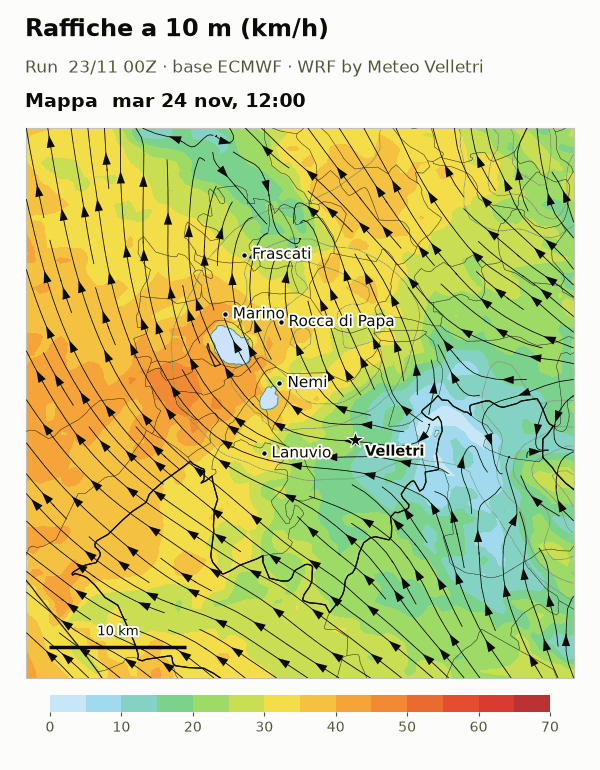 Raffiche a 10 m (km/h)
Run  23/11 00Z · base ECMWF · WRF by Meteo Velletri
Mappa  mar 24 nov, 12:00
Frascati
Marino
Rocca di Papa
Nemi
Velletri
Lanuvio
10 km
0 10 20 30 40 50 60 70